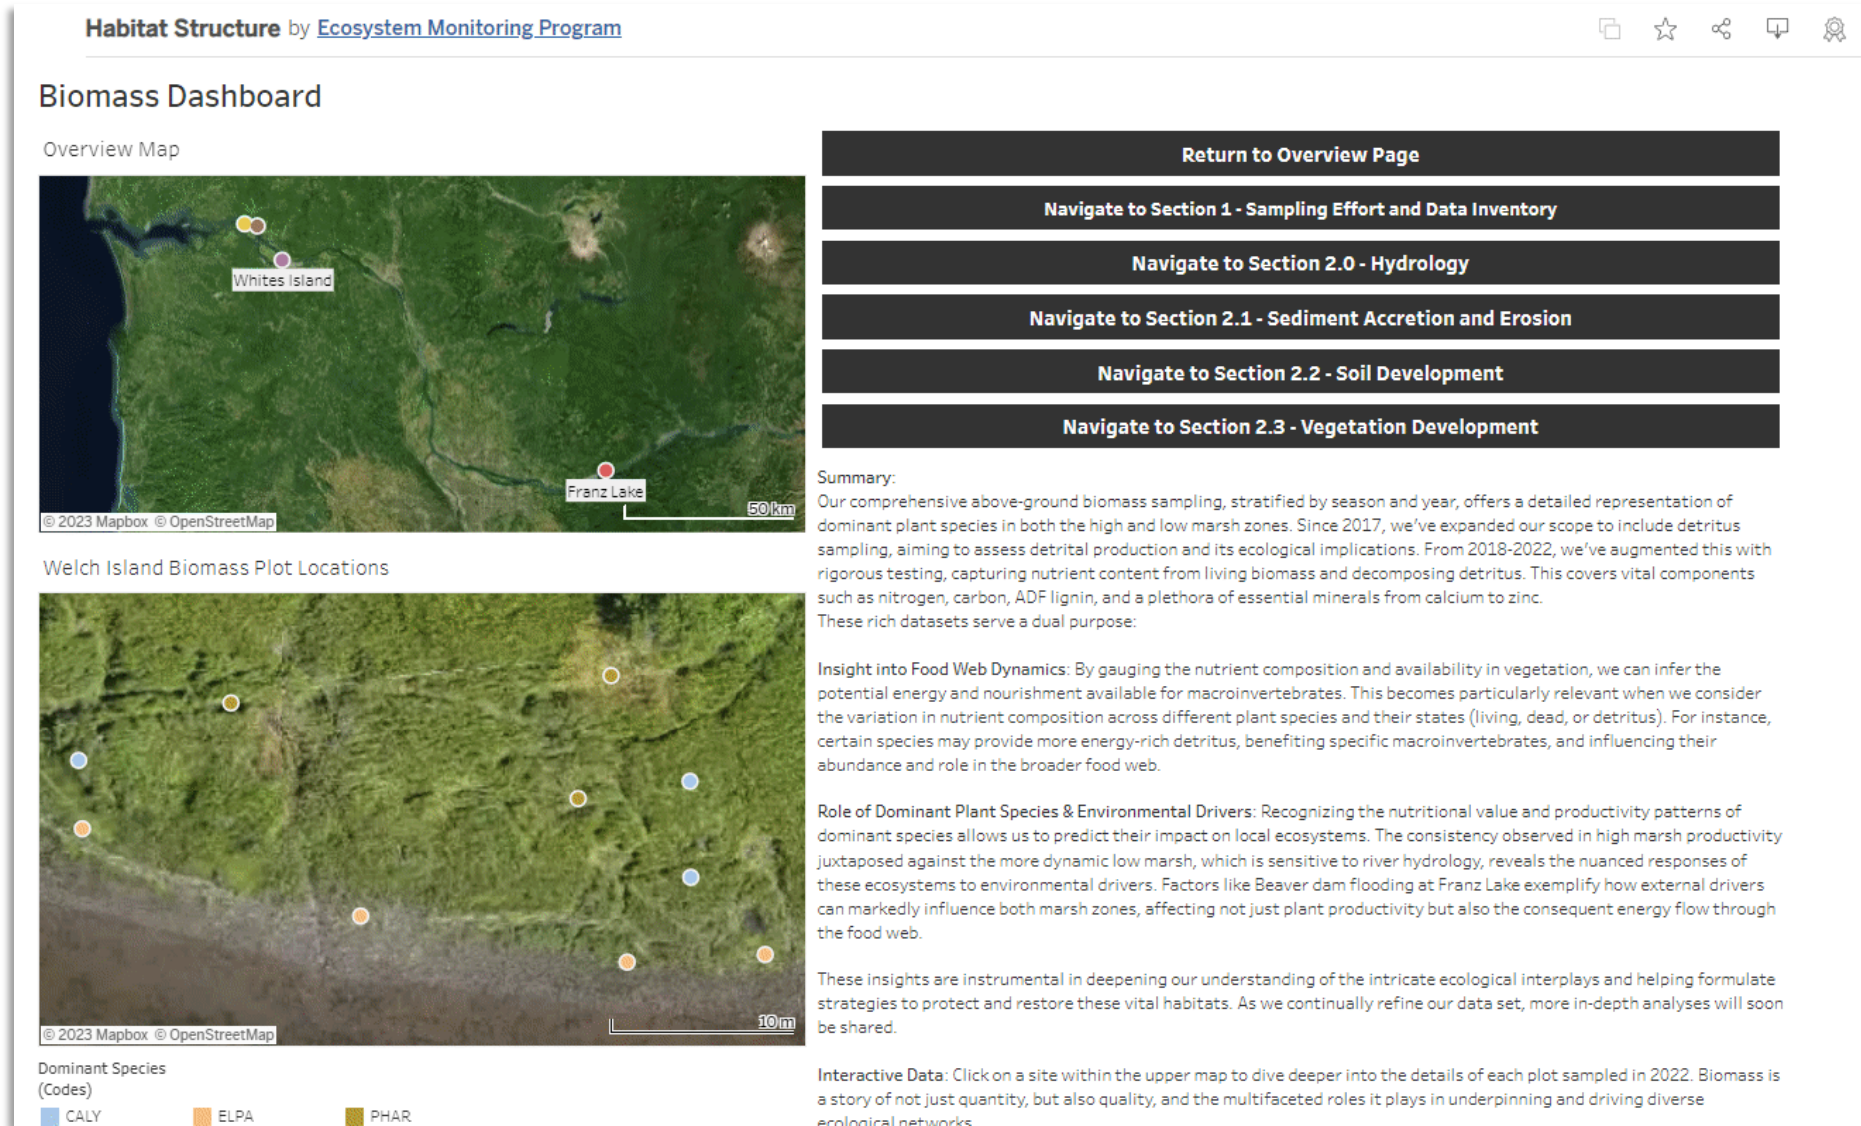 Habitat Structure by Ecosystem Monitoring Program
Biomass Dashboard
Overview Map
Whites Island
Franz Lake
50 km
© 2023 Mapbox © OpenStreetMap
Welch Island Biomass Plot Locations
10 m
© 2023 Mapbox © OpenStreetMap
Dominant Species
(Codes)
CALY ELPA PHAR
Return to Overview Page
Navigate to Section 1 - Sampling Effort and Data Inventory
Navigate to Section 2.0 - Hydrology
Navigate to Section 2.1 - Sediment Accretion and Erosion
Navigate to Section 2.2 - Soil Development
Navigate to Section 2.3 - Vegetation Development
Summary:
Our comprehensive above-ground biomass sampling, stratified by season and year, offers a detailed representation of
dominant plant species in both the high and low marsh zones. Since 2017, we've expanded our scope to include detritus
sampling, aiming to assess detrital production and its ecological implications. From 2018-2022, we've augmented this with
rigorous testing, capturing nutrient content from living biomass and decomposing detritus. This covers vital components
such as nitrogen, carbon, ADF lignin, and a plethora of essential minerals from calcium to zinc.
These rich datasets serve a dual purpose:
Insight into Food Web Dynamics: By gauging the nutrient composition and availability in vegetation, we can infer the
potential energy and nourishment available for macroinvertebrates. This becomes particularly relevant when we consider
the variation in nutrient composition across different plant species and their states (living, dead, or detritus). For instance,
certain species may provide more energy-rich detritus, benefiting specific macroinvertebrates, and influencing their
abundance and role in the broader food web.
Role of Dominant Plant Species & Environmental Drivers: Recognizing the nutritional value and productivity patterns of
dominant species allows us to predict their impact on local ecosystems. The consistency observed in high marsh productivity
juxtaposed against the more dynamic low marsh, which is sensitive to river hydrology, reveals the nuanced responses of
these ecosystems to environmental drivers. Factors like Beaver dam flooding at Franz Lake exemplify how external drivers
can markedly influence both marsh zones, affecting not just plant productivity but also the consequent energy flow through
the food web.
These insights are instrumental in deepening our understanding of the intricate ecological interplays and helping formulate
strategies to protect and restore these vital habitats. As we continually refine our data set, more in-depth analyses will soon
be shared.
Interactive Data: Click on a site within the upper map to dive deeper into the details of each plot sampled in 2022. Biomass is
a story of not just quantity, but also quality, and the multifaceted roles it plays in underpinning and driving diverse
ecological networks.